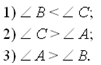 1) ∠B < ∠C;
2) ∠C > ∠A;
3) ∠A > ∠B.